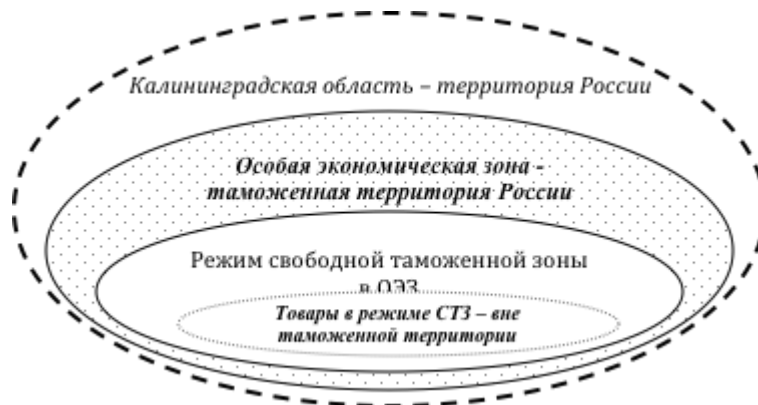 Калининградская область – территория России
Особая экономическая зона -
таможенная территория России
Режим свободной таможенной зоны
в ОЭЗ
Товары в режиме СТЗ – вне
таможенной территории